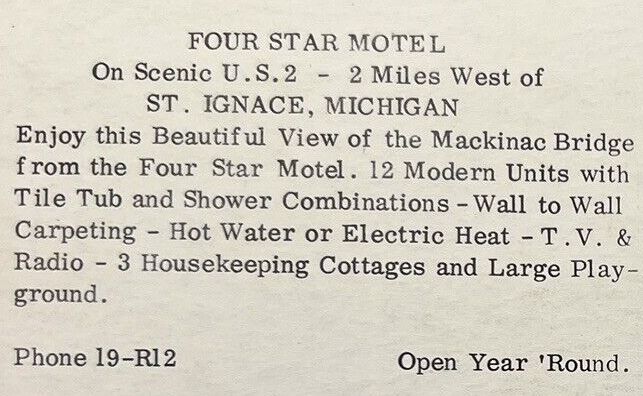 FOUR STAR MOTEL
On Scenic U.S.2 - 2 Miles West of
ST. IGNACE, MICHIGAN
Enjoy this Beautiful View of the Mackinac Bridge
from the Four Star Motel. 12 Modern Units with
Tile Tub and Shower Combinations - Wall to Wall
Carpeting - Hot Water or Electric Heat - T.V. &
Radio - 3 Housekeeping Cottages and Large Play-
ground.
Phone 19-R12 Open Year 'Round.